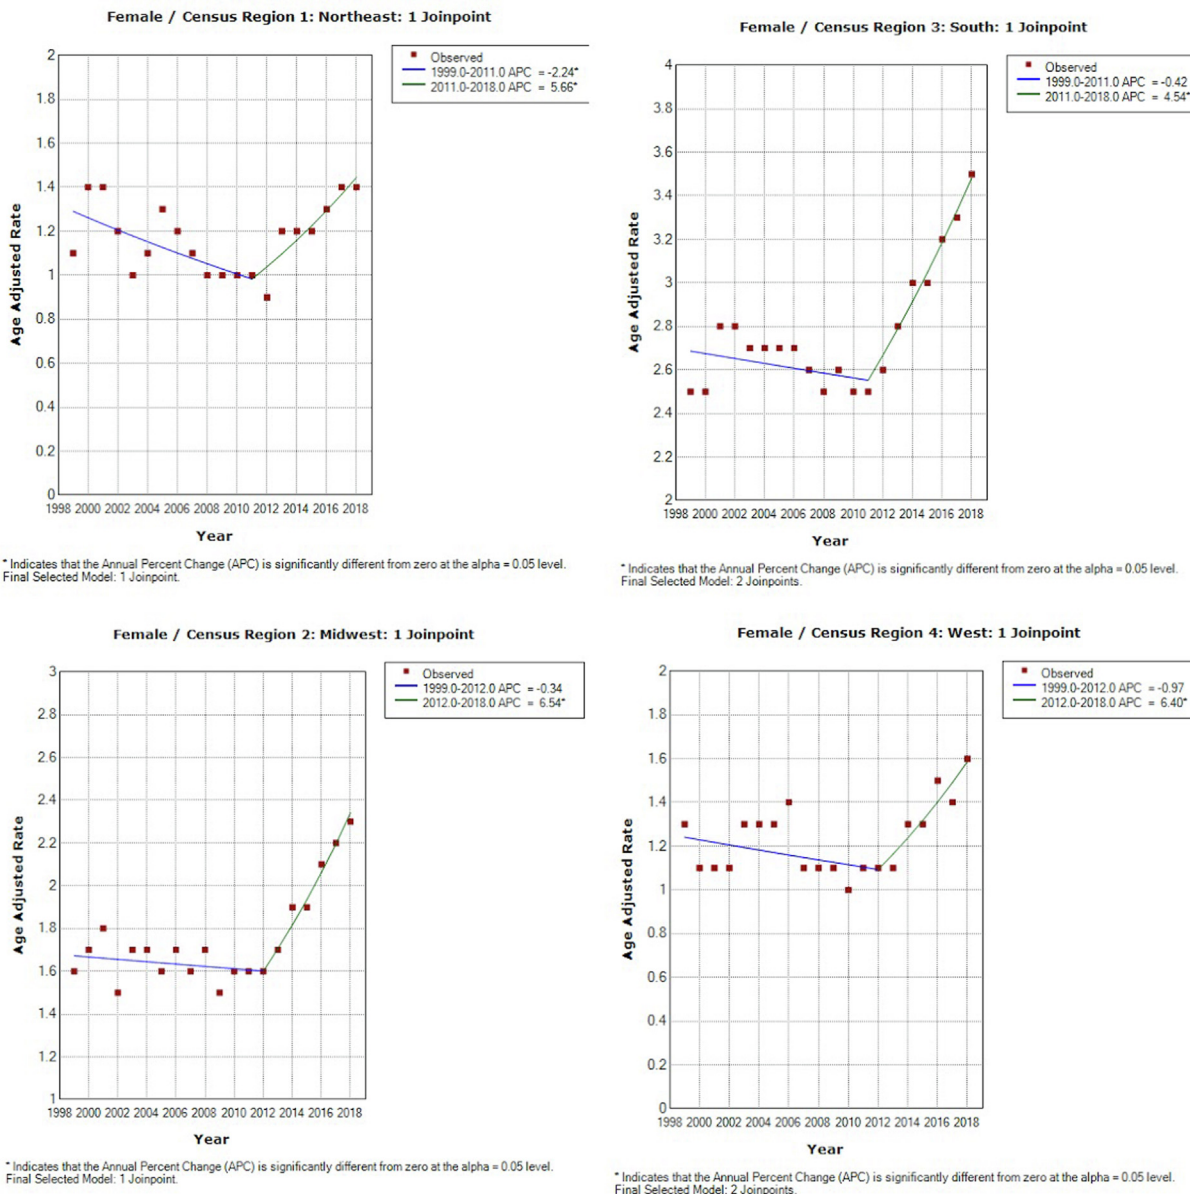 Female / Census Region 1: Northeast: 1 Joinpoint
Observed
1999.0-2011.0 APC = -2.24*
2011.0-2018.0 APC = 5.66*
2
1.8
1.6
1.4
1.2
1
0.8
0.6
0.4
0.2
0
Age Adjusted Rate
1998 2000 2002 2004 2006 2008 2010 2012 2014 2016 2018
Year
* Indicates that the Annual Percent Change (APC) is significantly different from zero at the alpha = 0.05 level.
Final Selected Model: 1 Joinpoint.
Female / Census Region 3: South: 1 Joinpoint
Observed
1999.0-2011.0 APC = -0.42
2011.0-2018.0 APC = 4.54*
4
3.8
3.6
3.4
3.2
3
2.8
2.6
2.4
2.2
2
Age Adjusted Rate
1998 2000 2002 2004 2006 2008 2010 2012 2014 2016 2018
Year
* Indicates that the Annual Percent Change (APC) is significantly different from zero at the alpha = 0.05 level.
Final Selected Model: 2 Joinpoints.
Female / Census Region 2: Midwest: 1 Joinpoint
Observed
1999.0-2012.0 APC = -0.34
2012.0-2018.0 APC = 6.54*
3
2.8
2.6
2.4
2.2
2
1.8
1.6
1.4
1.2
1
Age Adjusted Rate
1998 2000 2002 2004 2006 2008 2010 2012 2014 2016 2018
Year
* Indicates that the Annual Percent Change (APC) is significantly different from zero at the alpha = 0.05 level.
Final Selected Model: 1 Joinpoint.
Female / Census Region 4: West: 1 Joinpoint
Observed
1999.0-2012.0 APC = -0.97
2012.0-2018.0 APC = 6.40*
2
1.8
1.6
1.4
1.2
1
0.8
0.6
0.4
0.2
0
Age Adjusted Rate
1998 2000 2002 2004 2006 2008 2010 2012 2014 2016 2018
Year
* Indicates that the Annual Percent Change (APC) is significantly different from zero at the alpha = 0.05 level.
Final Selected Model: 2 Joinpoints.